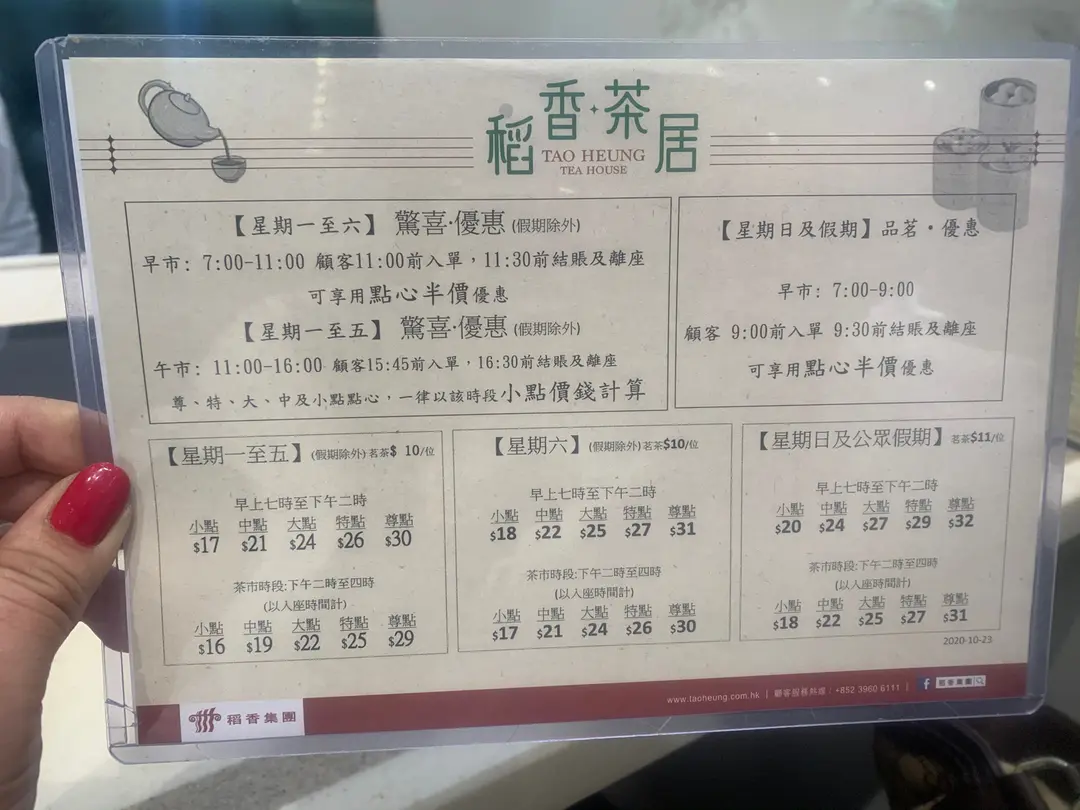 稻香·茶居
TAO HEUNG
TEA HOUSE
【星期一至六】 驚喜·優惠 (假期除外)
早市: 7:00-11:00 顧客11:00前入單，11:30前結賬及離座
可享用點心半價優惠
【星期一至五】 驚喜·優惠 (假期除外)
午市: 11:00-16:00 顧客15:45前入單，16:30前結賬及離座
尊、特、大、中及小點點心，一律以該時段小點價錢計算
【星期日及假期】品茗·優惠
早市: 7:00-9:00
顧客 9:00前入單 9:30前結賬及離座
可享用點心半價優惠
【星期一至五】 (假期除外) 茗茶$ 10/位
早上七時至下午二時
小點 中點 大點 特點 尊點
$17 $21 $24 $26 $30
茶市時段:下午二時至四時
(以入座時間計)
小點 中點 大點 特點 尊點
$16 $19 $22 $25 $29
【星期六】 (假期除外) 茗茶$10/位
早上七時至下午二時
小點 中點 大點 特點 尊點
$18 $22 $25 $27 $31
茶市時段:下午二時至四時
(以入座時間計)
小點 中點 大點 特點 尊點
$17 $21 $24 $26 $30
【星期日及公眾假期】 茗茶$11/位
早上七時至下午二時
小點 中點 大點 特點 尊點
$20 $24 $27 $29 $32
茶市時段:下午二時至四時
(以入座時間計)
小點 中點 大點 特點 尊點
$18 $22 $25 $27 $31
2020-10-23
稻香集團
www.taoheung.com.hk | 顧客服務熱線 : +852 3960 6111 | f 稻香集團